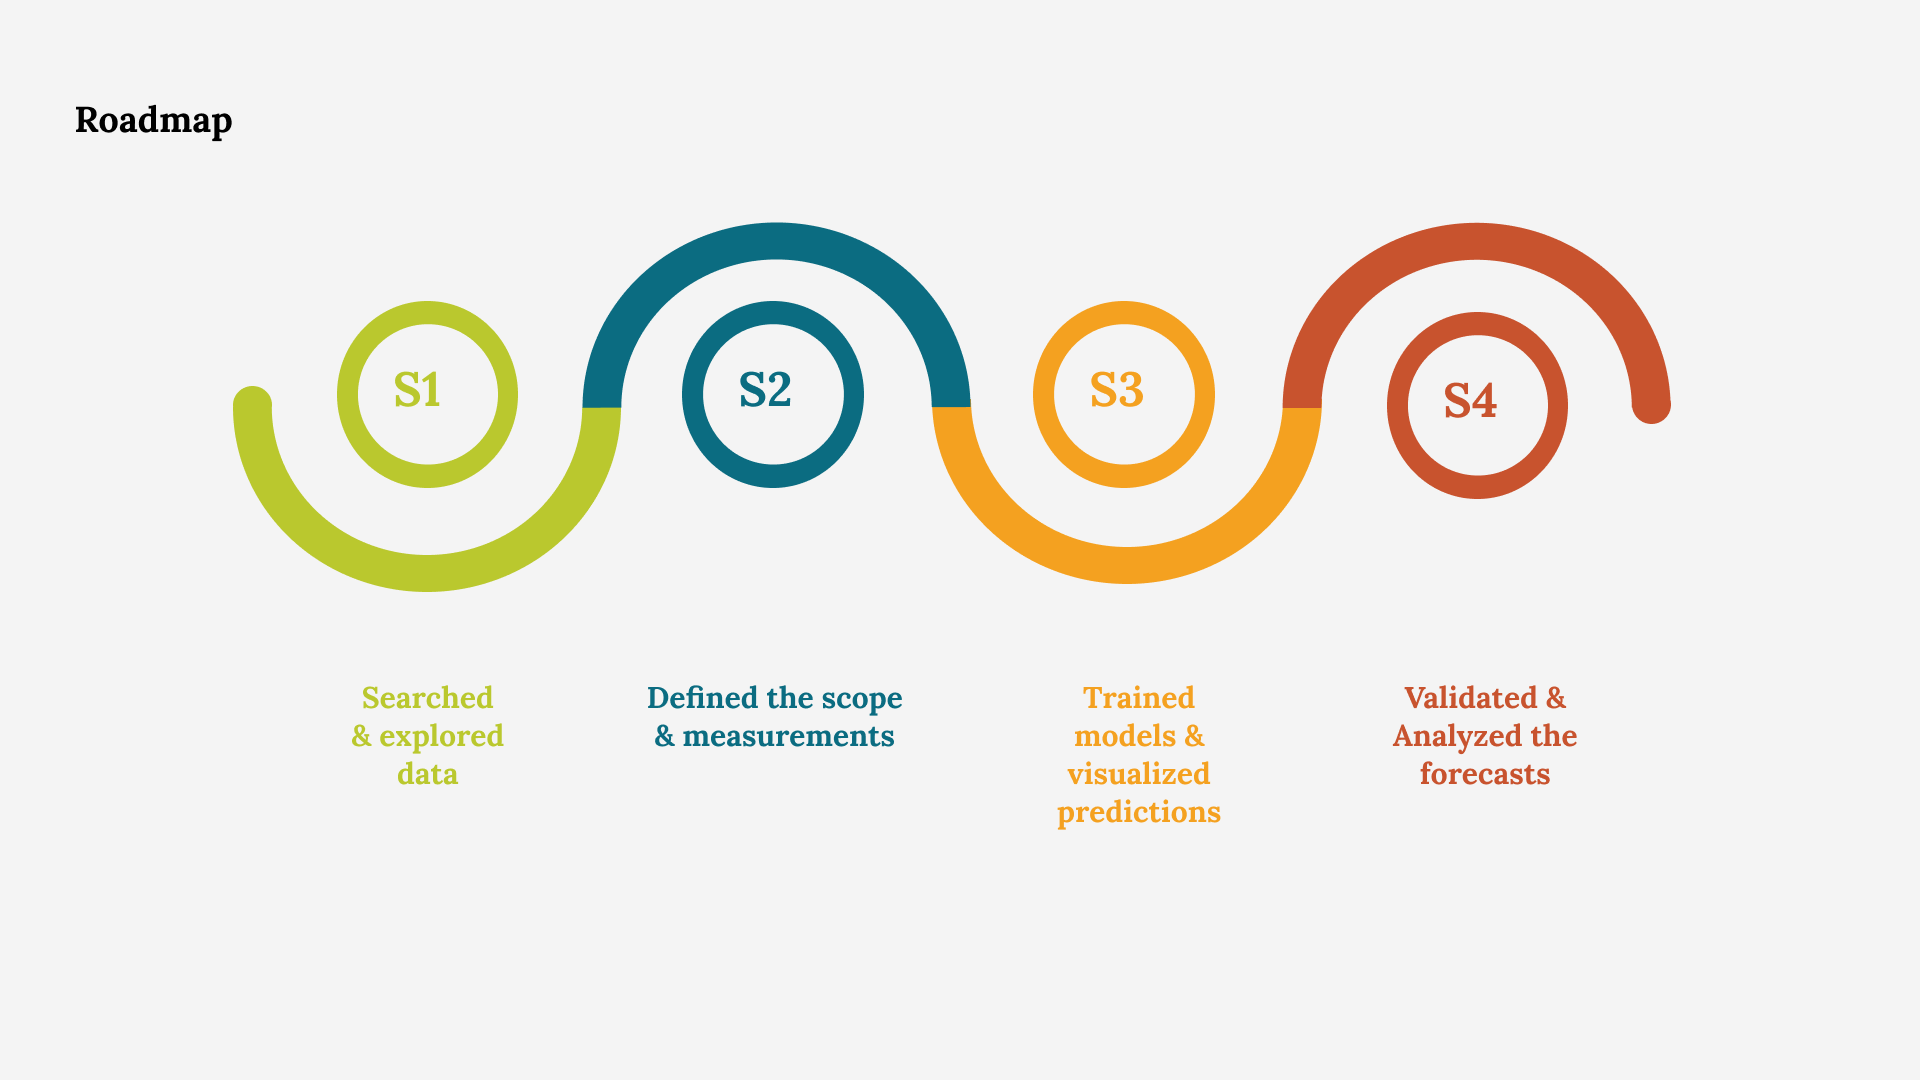 Roadmap
S1
S2
S3
S4
Searched
& explored
data
Defined the scope
& measurements
Trained
models &
visualized
predictions
Validated &
Analyzed the
forecasts